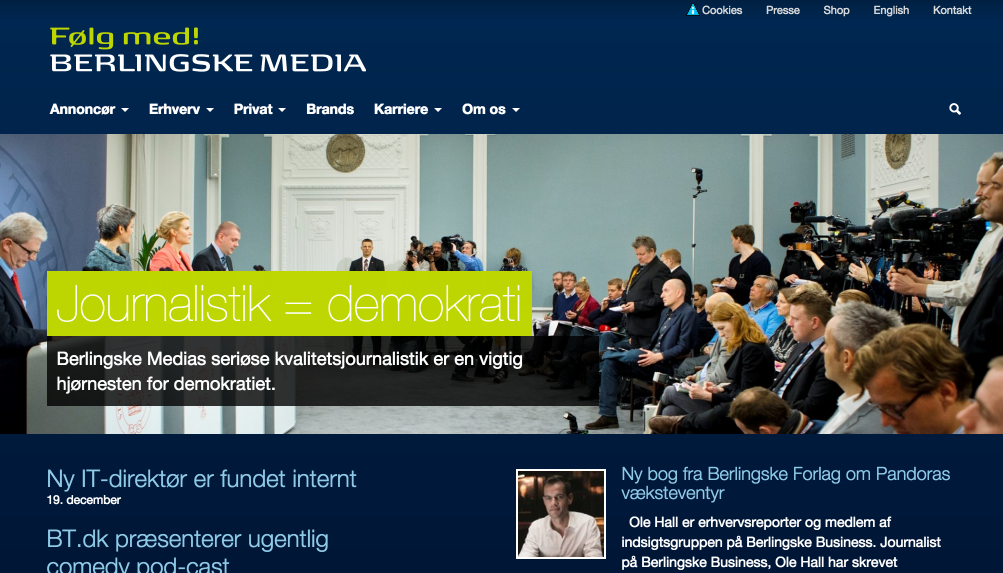 Cookies Presse Shop English Kontakt
Følg med!
BERLINGSKE MEDIA
Annoncør Erhverv Privat Brands Karriere Om os
Journalistik = demokrati
Berlingske Medias seriøse kvalitetsjournalistik er en vigtig
hjørnesten for demokratiet.
Ny IT-direktør er fundet internt
19. december
BT.dk præsenterer ugentlig
comedy pod-cast
Ny bog fra Berlingske Forlag om Pandoras
væksteventyr
Ole Hall er erhvervsreporter og medlem af
indsigtsgruppen på Berlingske Business. Journalist
på Berlingske Business, Ole Hall har skrevet